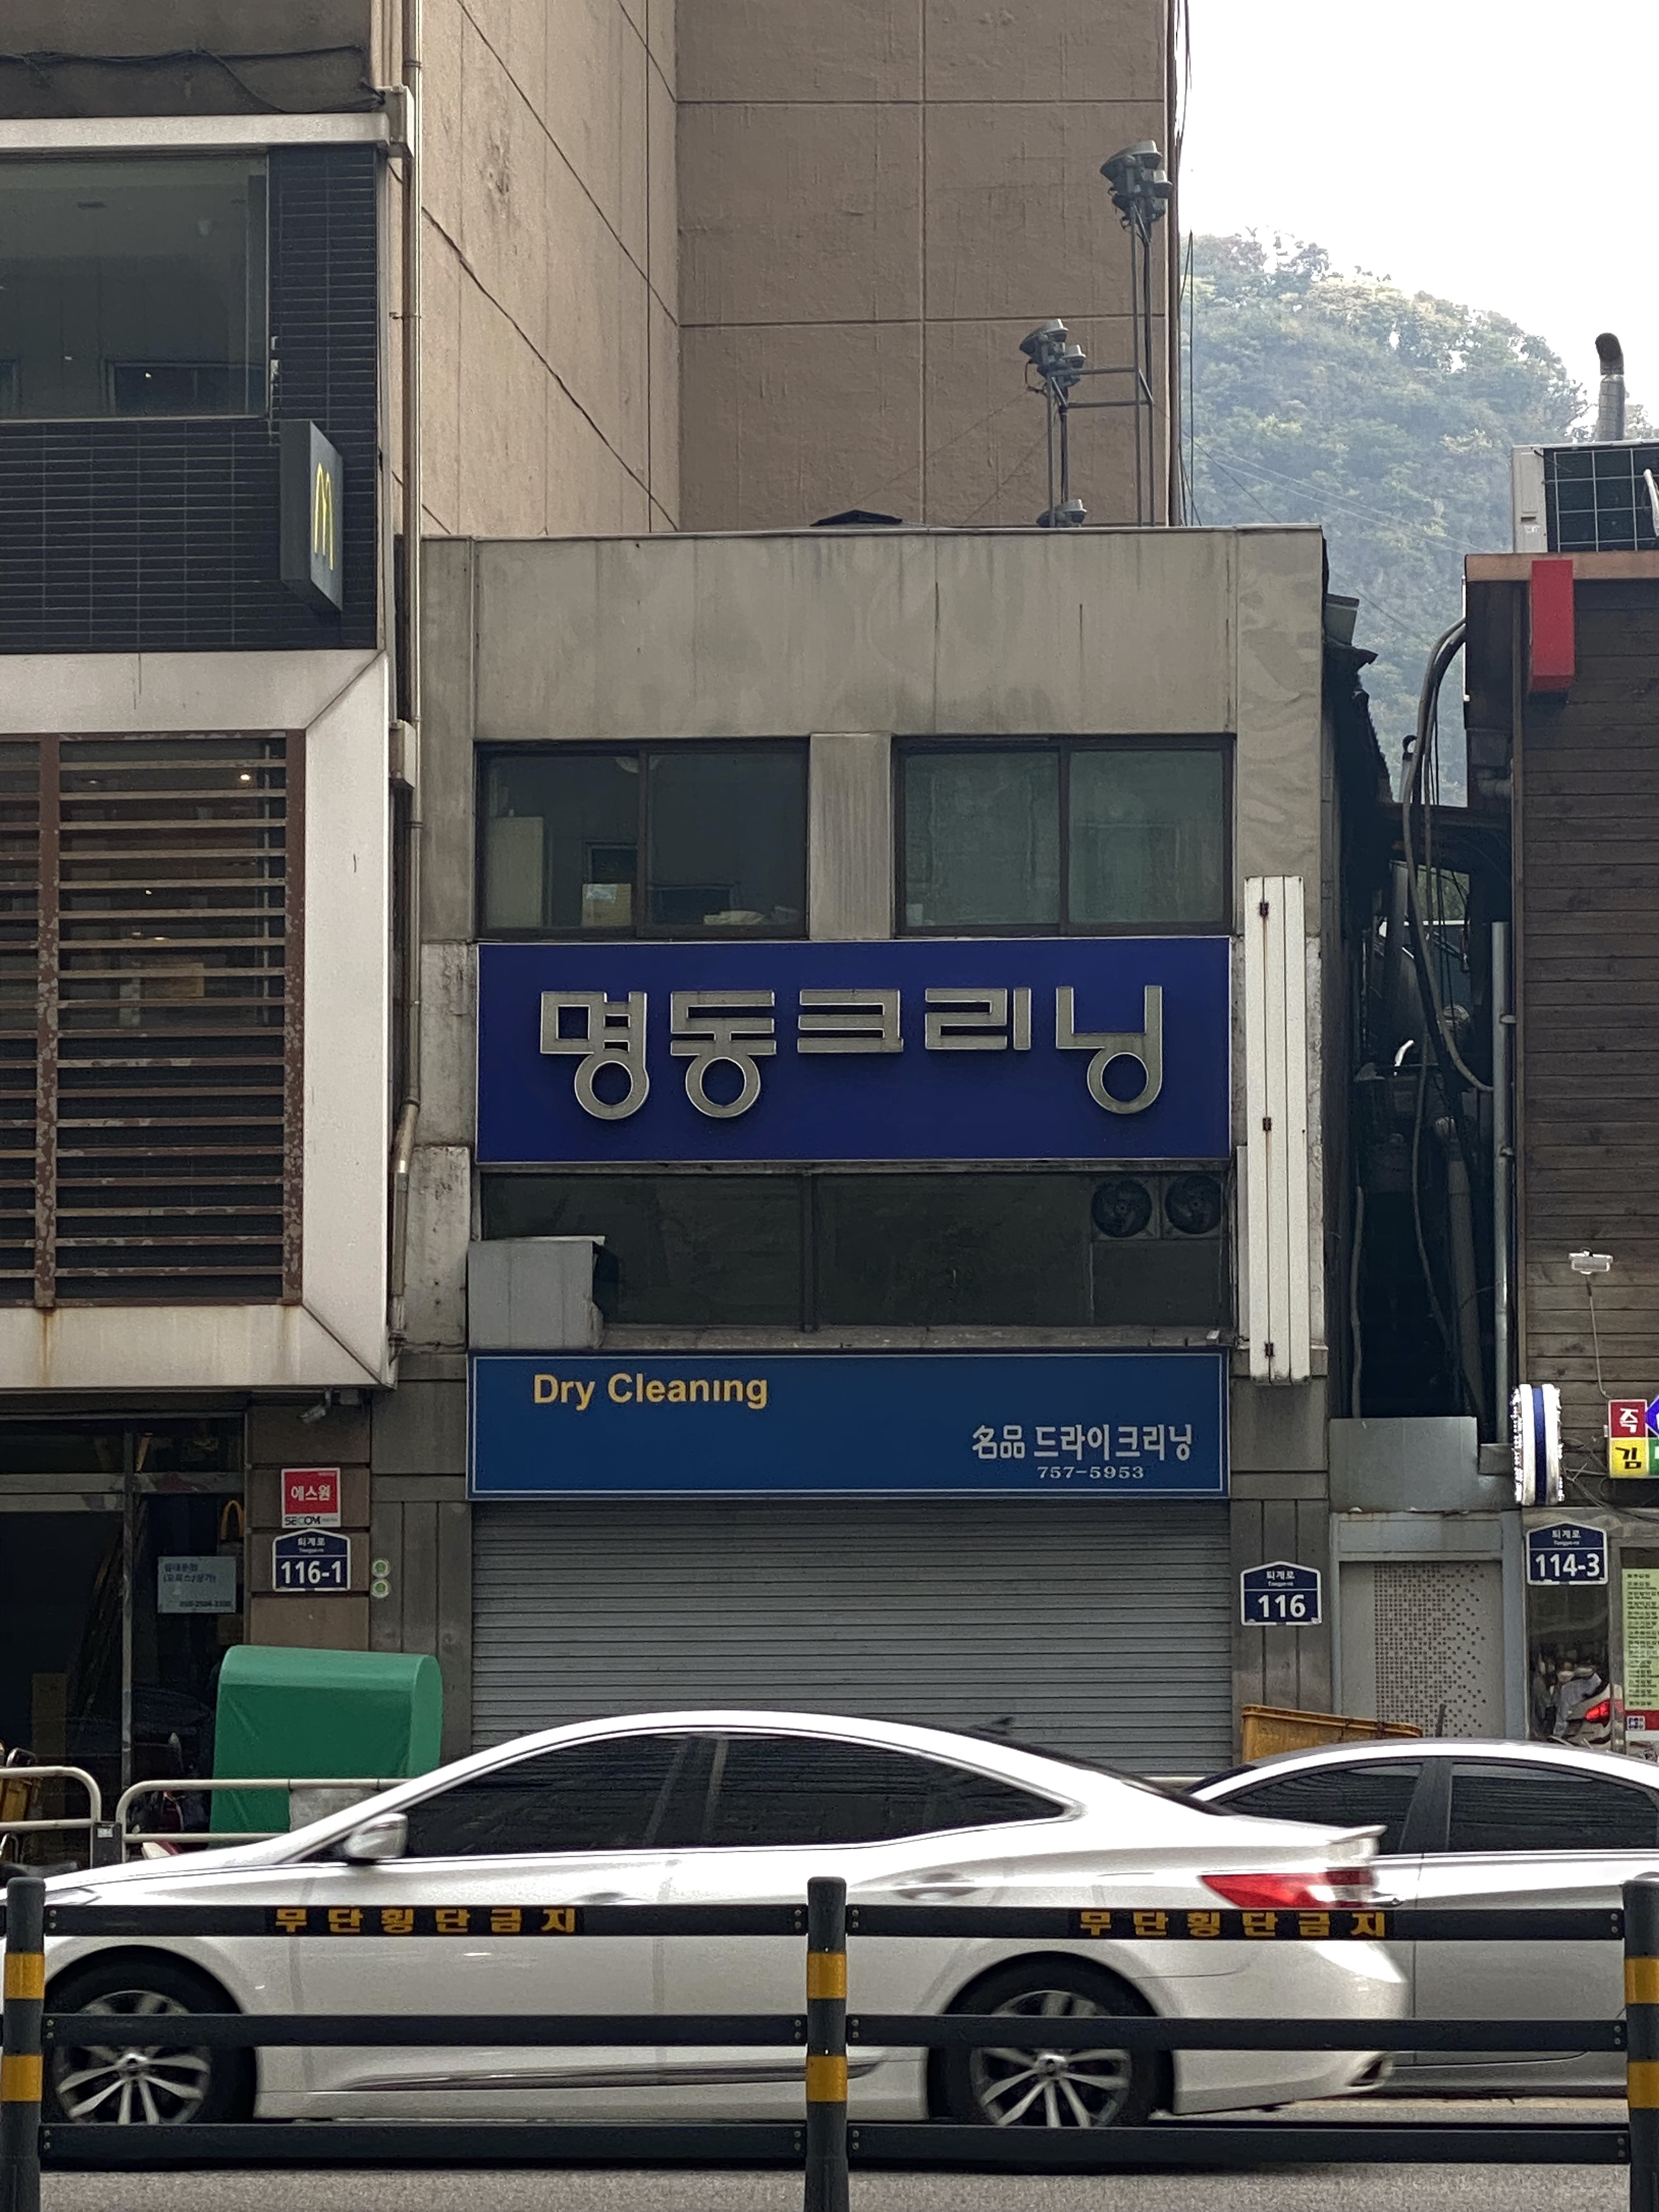 명동크리닝
Dry Cleaning
名品 드라이크리닝
757-5953
에스원
SECOM
퇴계로
116-1
퇴계로
116
퇴계로
114-3
죽
김
무단횡단금지
무단횡단금지